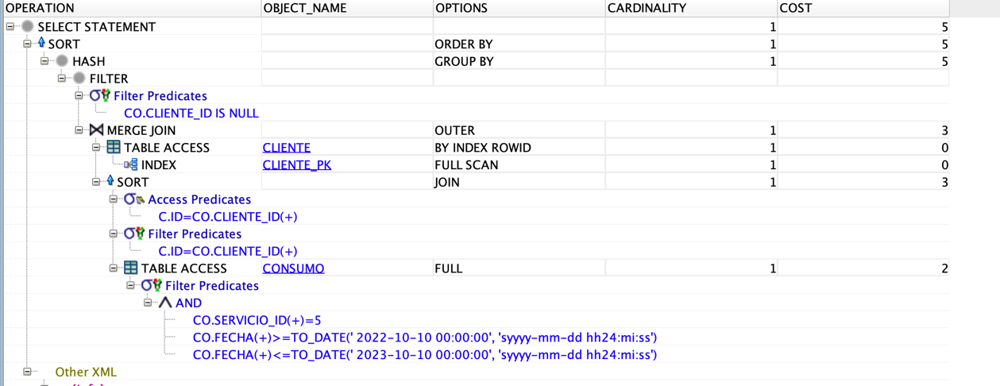 OPERATION OBJECT_NAME OPTIONS CARDINALITY COST
SELECT STATEMENT 1 5
SORT ORDER BY 1 5
HASH GROUP BY 1 5
FILTER
Filter Predicates
CO.CLIENTE_ID IS NULL
MERGE JOIN OUTER 1 3
TABLE ACCESS CLIENTE BY INDEX ROWID 1 0
INDEX CLIENTE_PK FULL SCAN 1 0
SORT JOIN 1 3
Access Predicates
C.ID=CO.CLIENTE_ID(+)
Filter Predicates
C.ID=CO.CLIENTE_ID(+)
TABLE ACCESS CONSUMO FULL 1 2
Filter Predicates
AND
CO.SERVICIO_ID(+)=5
CO.FECHA(+)>=TO_DATE(' 2022-10-10 00:00:00', 'syyyy-mm-dd hh24:mi:ss')
CO.FECHA(+)<=TO_DATE(' 2023-10-10 00:00:00', 'syyyy-mm-dd hh24:mi:ss')
Other XML